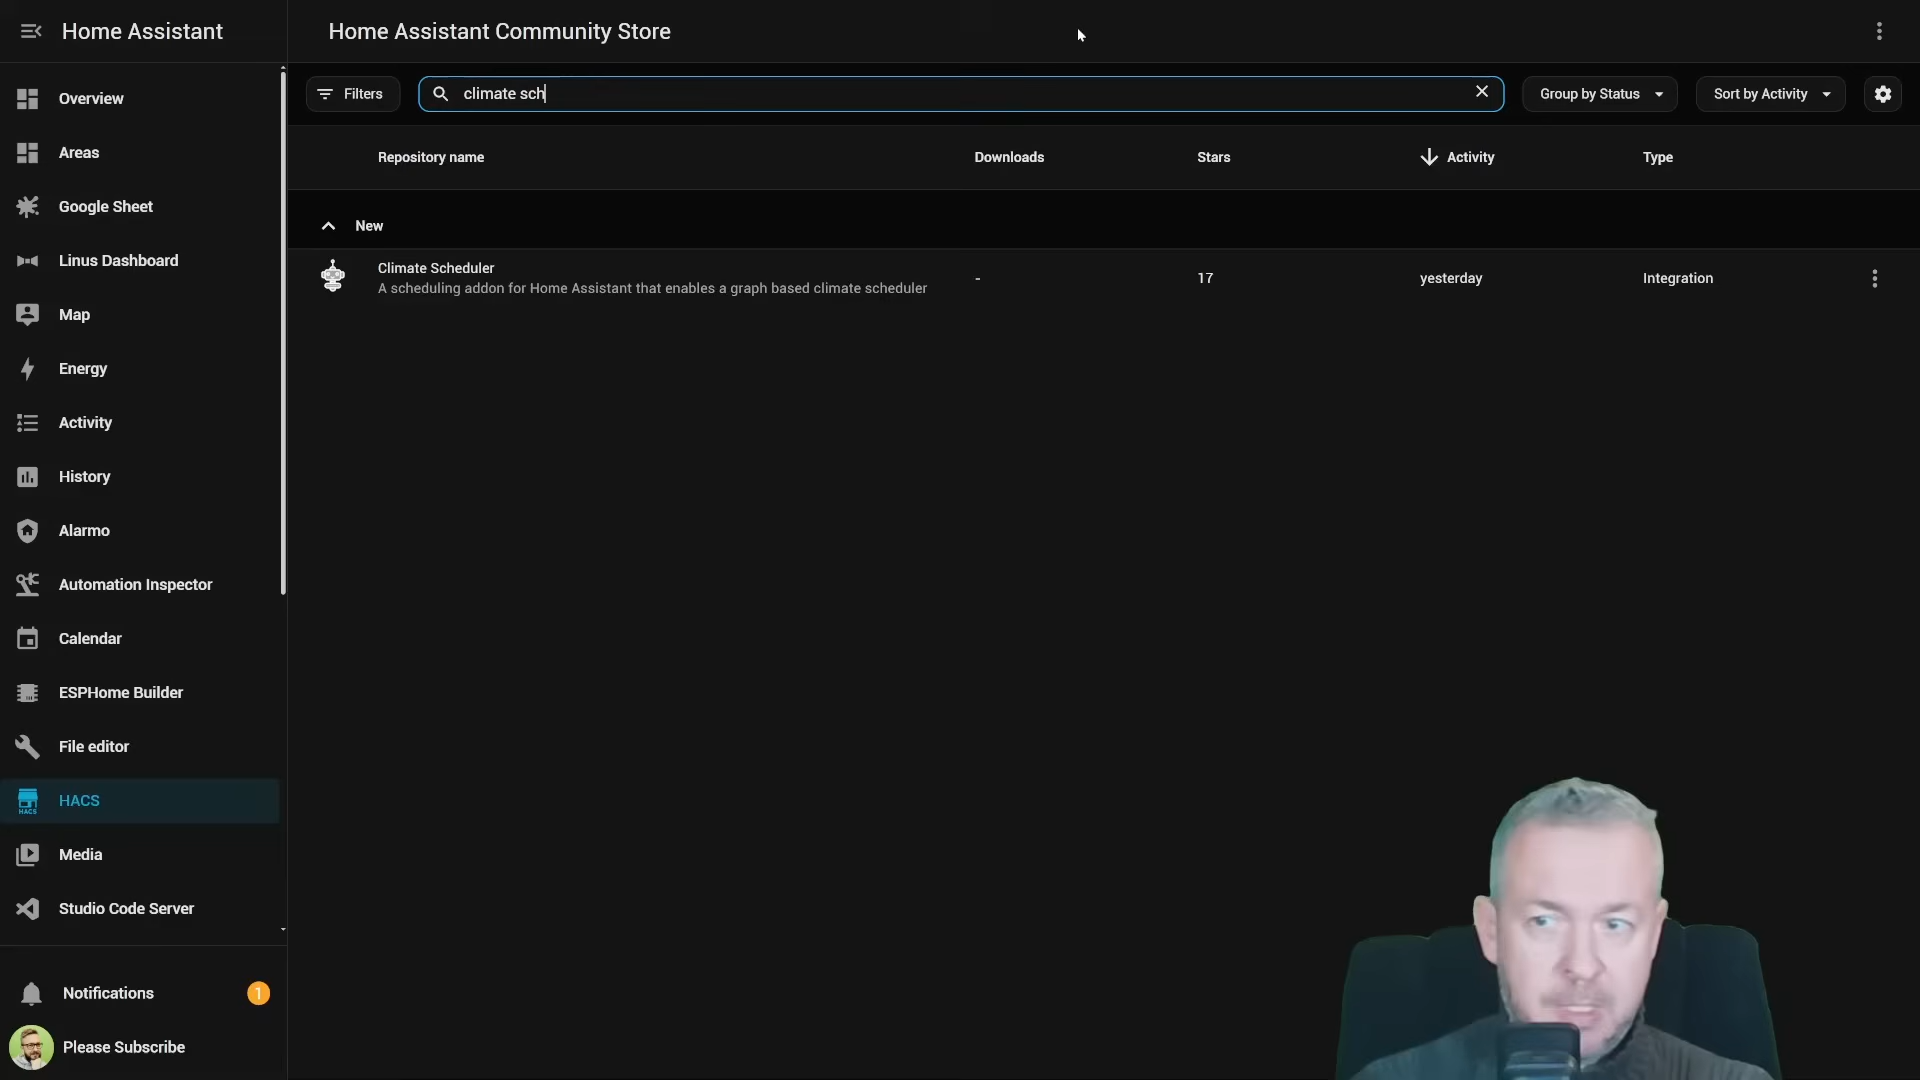 Home Assistant
Home Assistant Community Store
Filters
climate sch
Group by Status
Sort by Activity
Repository name
Downloads
Stars
Activity
Type
New
Climate Scheduler
A scheduling addon for Home Assistant that enables a graph based climate scheduler
-
17
yesterday
Integration
Overview
Areas
Google Sheet
Linus Dashboard
Map
Energy
Activity
History
Alarmo
Automation Inspector
Calendar
ESPHome Builder
File editor
HACS
HACS
Media
Studio Code Server
Notifications
1
Please Subscribe